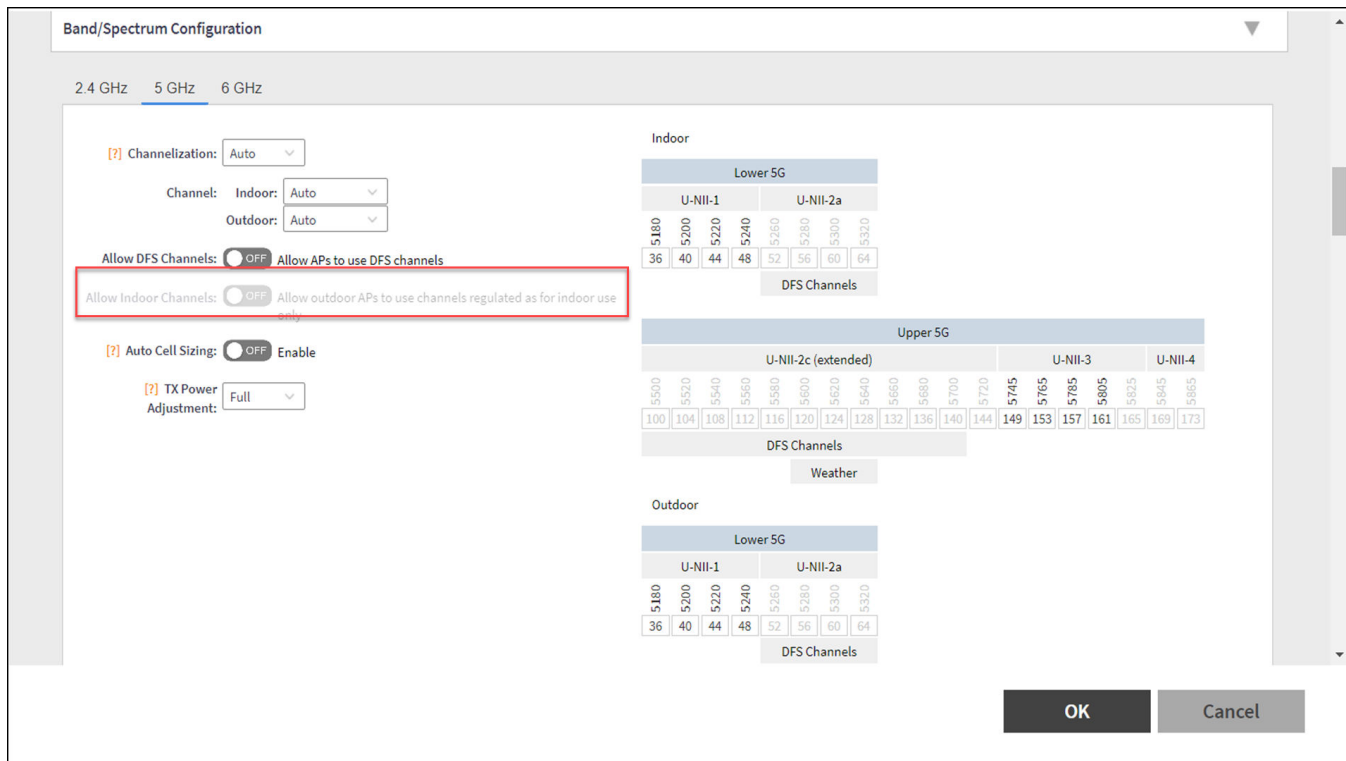 Band/Spectrum Configuration
2.4 GHz 5 GHz 6 GHz
[?] Channelization: Auto
Channel: Indoor: Auto
Outdoor: Auto
Allow DFS Channels: OFF Allow APs to use DFS channels
Allow Indoor Channels: OFF Allow outdoor APs to use channels regulated as for indoor use
only
[?] Auto Cell Sizing: OFF Enable
[?] TX Power
Adjustment: Full
Indoor
Lower 5G
U-NII-1 U-NII-2a
5180 5200 5220 5240 5260 5280 5300 5320
36 40 44 48 52 56 60 64
DFS Channels
Upper 5G
U-NII-2c (extended) U-NII-3 U-NII-4
5500 5520 5540 5560 5580 5600 5620 5640 5660 5680 5700 5720 5745 5765 5785 5805 5825 5845 5865
100 104 108 112 116 120 124 128 132 136 140 144 149 153 157 161 165 169 173
DFS Channels
Weather
Outdoor
Lower 5G
U-NII-1 U-NII-2a
5180 5200 5220 5240 5260 5280 5300 5320
36 40 44 48 52 56 60 64
DFS Channels
OK Cancel